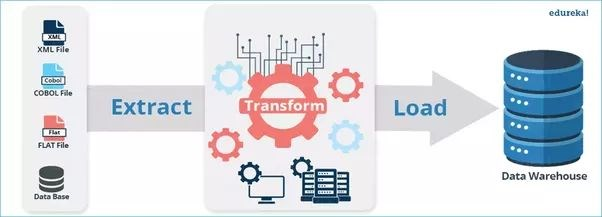 edureka!
XML
XML File
Cobol
COBOL File
Flat
FLAT File
Data Base
Extract
Transform
Load
Data Warehouse